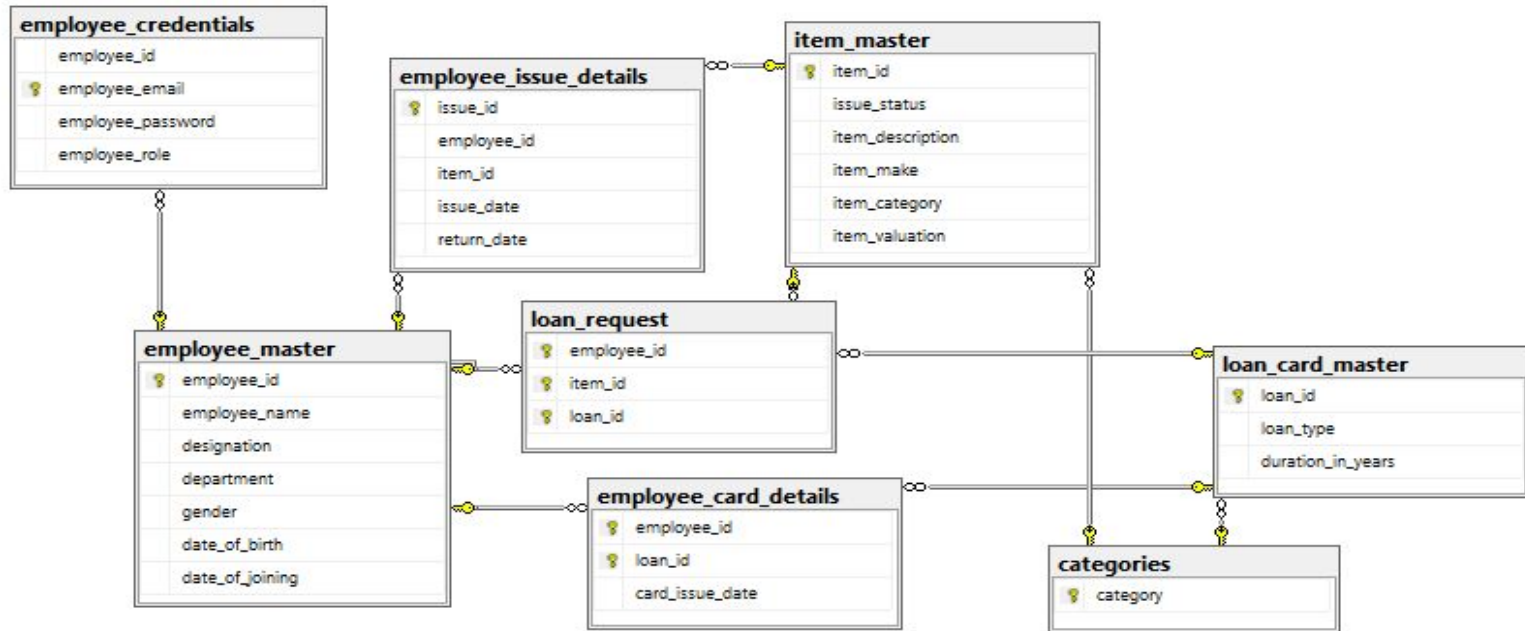 employee_credentials
employee_id
employee_email
employee_password
employee_role
employee_issue_details
issue_id
employee_id
item_id
issue_date
return_date
item_master
item_id
issue_status
item_description
item_make
item_category
item_valuation
employee_master
employee_id
employee_name
designation
department
gender
date_of_birth
date_of_joining
loan_request
employee_id
item_id
loan_id
loan_card_master
loan_id
loan_type
duration_in_years
employee_card_details
employee_id
loan_id
card_issue_date
categories
category